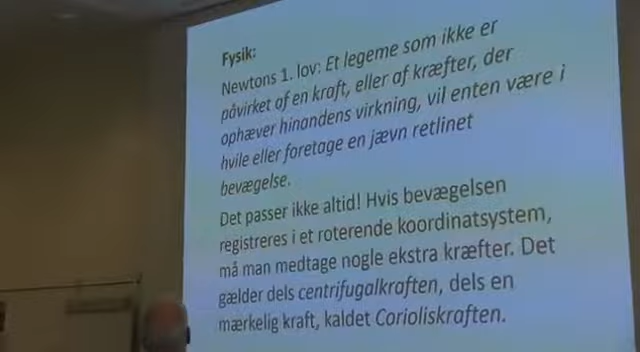 Fysik:
Newtons 1. lov: Et legeme som ikke er
påvirket af en kraft, eller af kræfter, der
ophæver hinandens virkning, vil enten være i
hvile eller foretage en jævn retlinet
bevægelse.
Det passer ikke altid! Hvis bevægelsen
registreres i et roterende koordinatsystem,
må man medtage nogle ekstra kræfter. Det
gælder dels centrifugalkraften, dels en
mærkelig kraft, kaldet Corioliskraften.